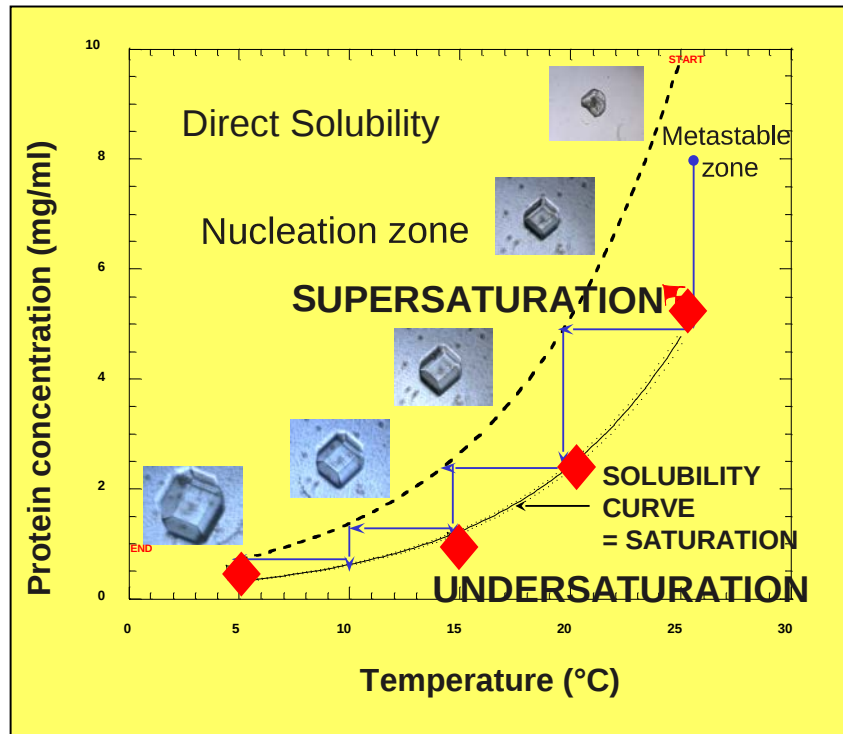 10
START
Direct Solubility
Metastable
zone
8
Nucleation zone
6
SUPERSATURATION
4
SOLUBILITY
CURVE
= SATURATION
2
END
UNDERSATURATION
0
0 5 10 15 20 25 30
Protein concentration (mg/ml)
Temperature (°C)